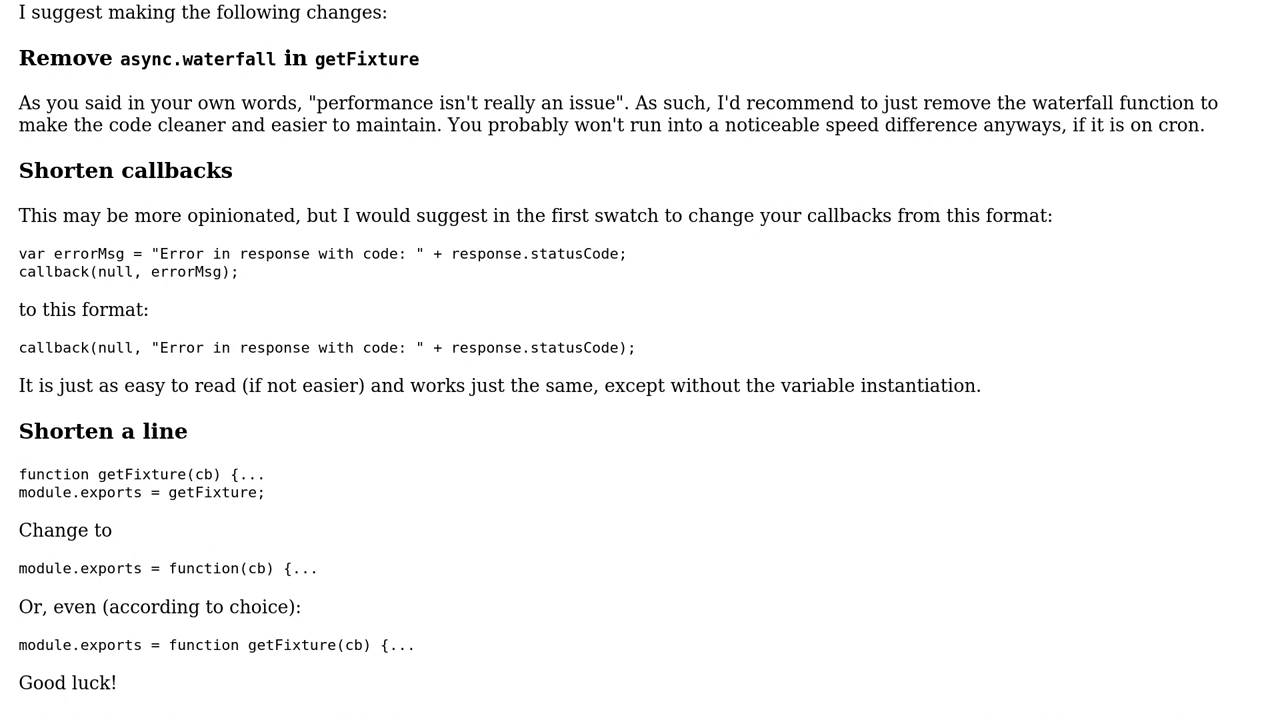 I suggest making the following changes:
Remove async.waterfall in getFixture
As you said in your own words, "performance isn't really an issue". As such, I'd recommend to just remove the waterfall function to
make the code cleaner and easier to maintain. You probably won't run into a noticeable speed difference anyways, if it is on cron.
Shorten callbacks
This may be more opinionated, but I would suggest in the first swatch to change your callbacks from this format:
var errorMsg = "Error in response with code: " + response.statusCode;
callback(null, errorMsg);
to this format:
callback(null, "Error in response with code: " + response.statusCode);
It is just as easy to read (if not easier) and works just the same, except without the variable instantiation.
Shorten a line
function getFixture(cb) {...
module.exports = getFixture;
Change to
module.exports = function(cb) {...
Or, even (according to choice):
module.exports = function getFixture(cb) {...
Good luck!